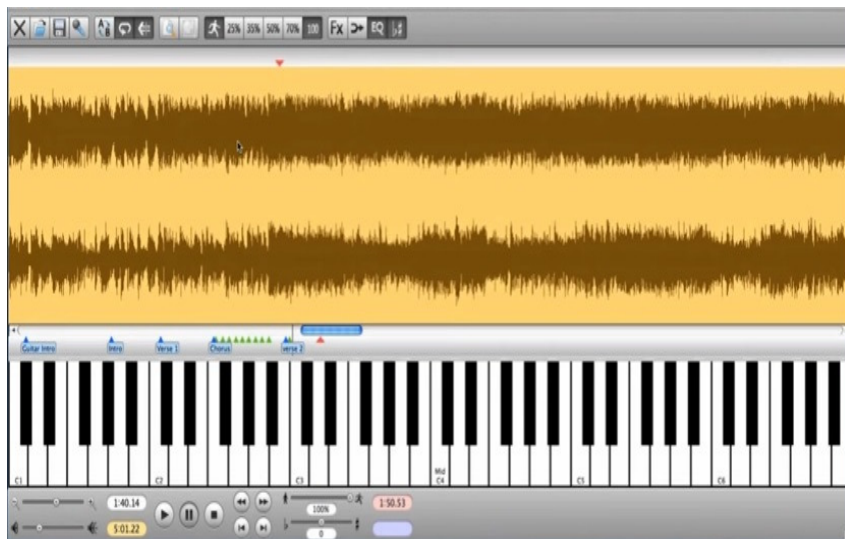 A B 25% 35% 50% 70% 100 Fx EQ
Guitar Intro Intro Verse 1 Chorus verse 2
Mid
C1 C2 C3 C4 C5 C6
1:40.14 100% 1:50.53
5:01.22 0